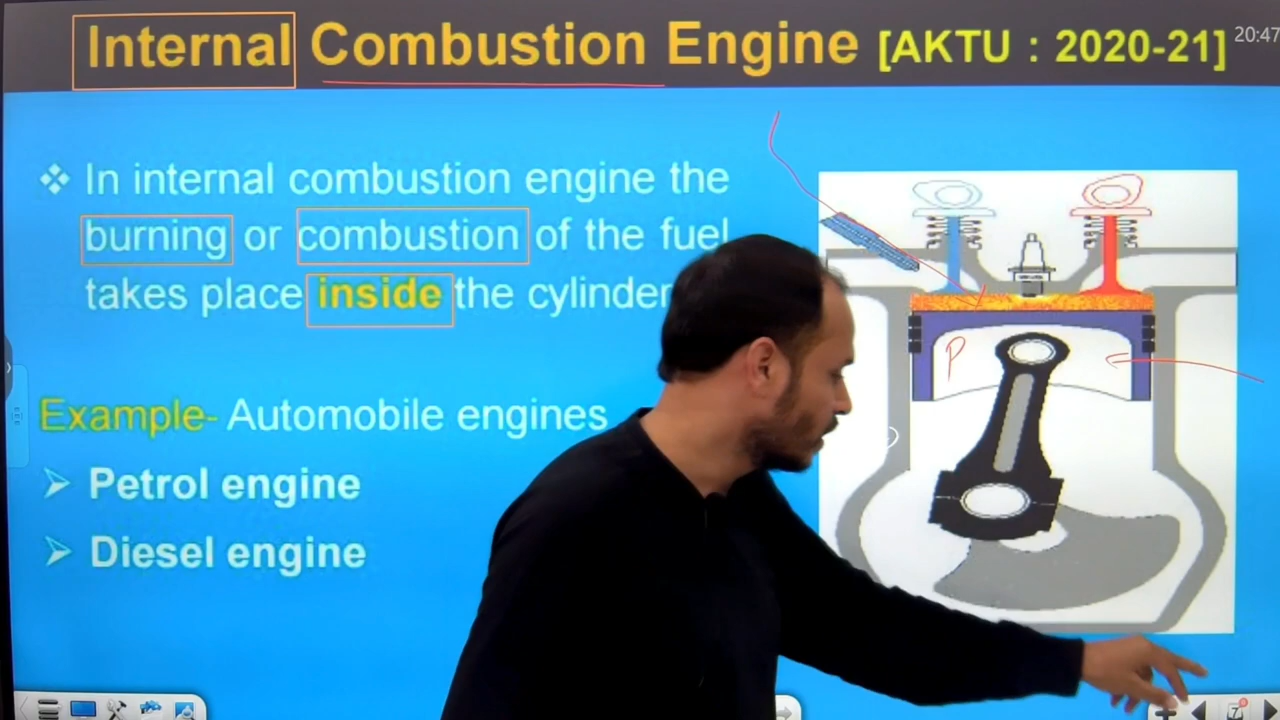 Internal Combustion Engine [AKTU : 2020-21]
20:47
❖ In internal combustion engine the
burning or combustion of the fuel
takes place inside the cylinder
P
Example- Automobile engines
➢ Petrol engine
➢ Diesel engine
7